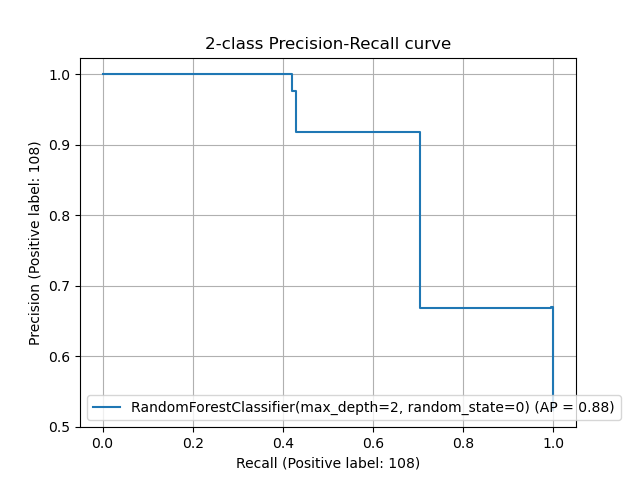 2-class Precision-Recall curve
Precision (Positive label: 108)
1.0
0.9
0.8
0.7
0.6
0.5
0.0 0.2 0.4 0.6 0.8 1.0
Recall (Positive label: 108)
RandomForestClassifier(max_depth=2, random_state=0) (AP = 0.88)